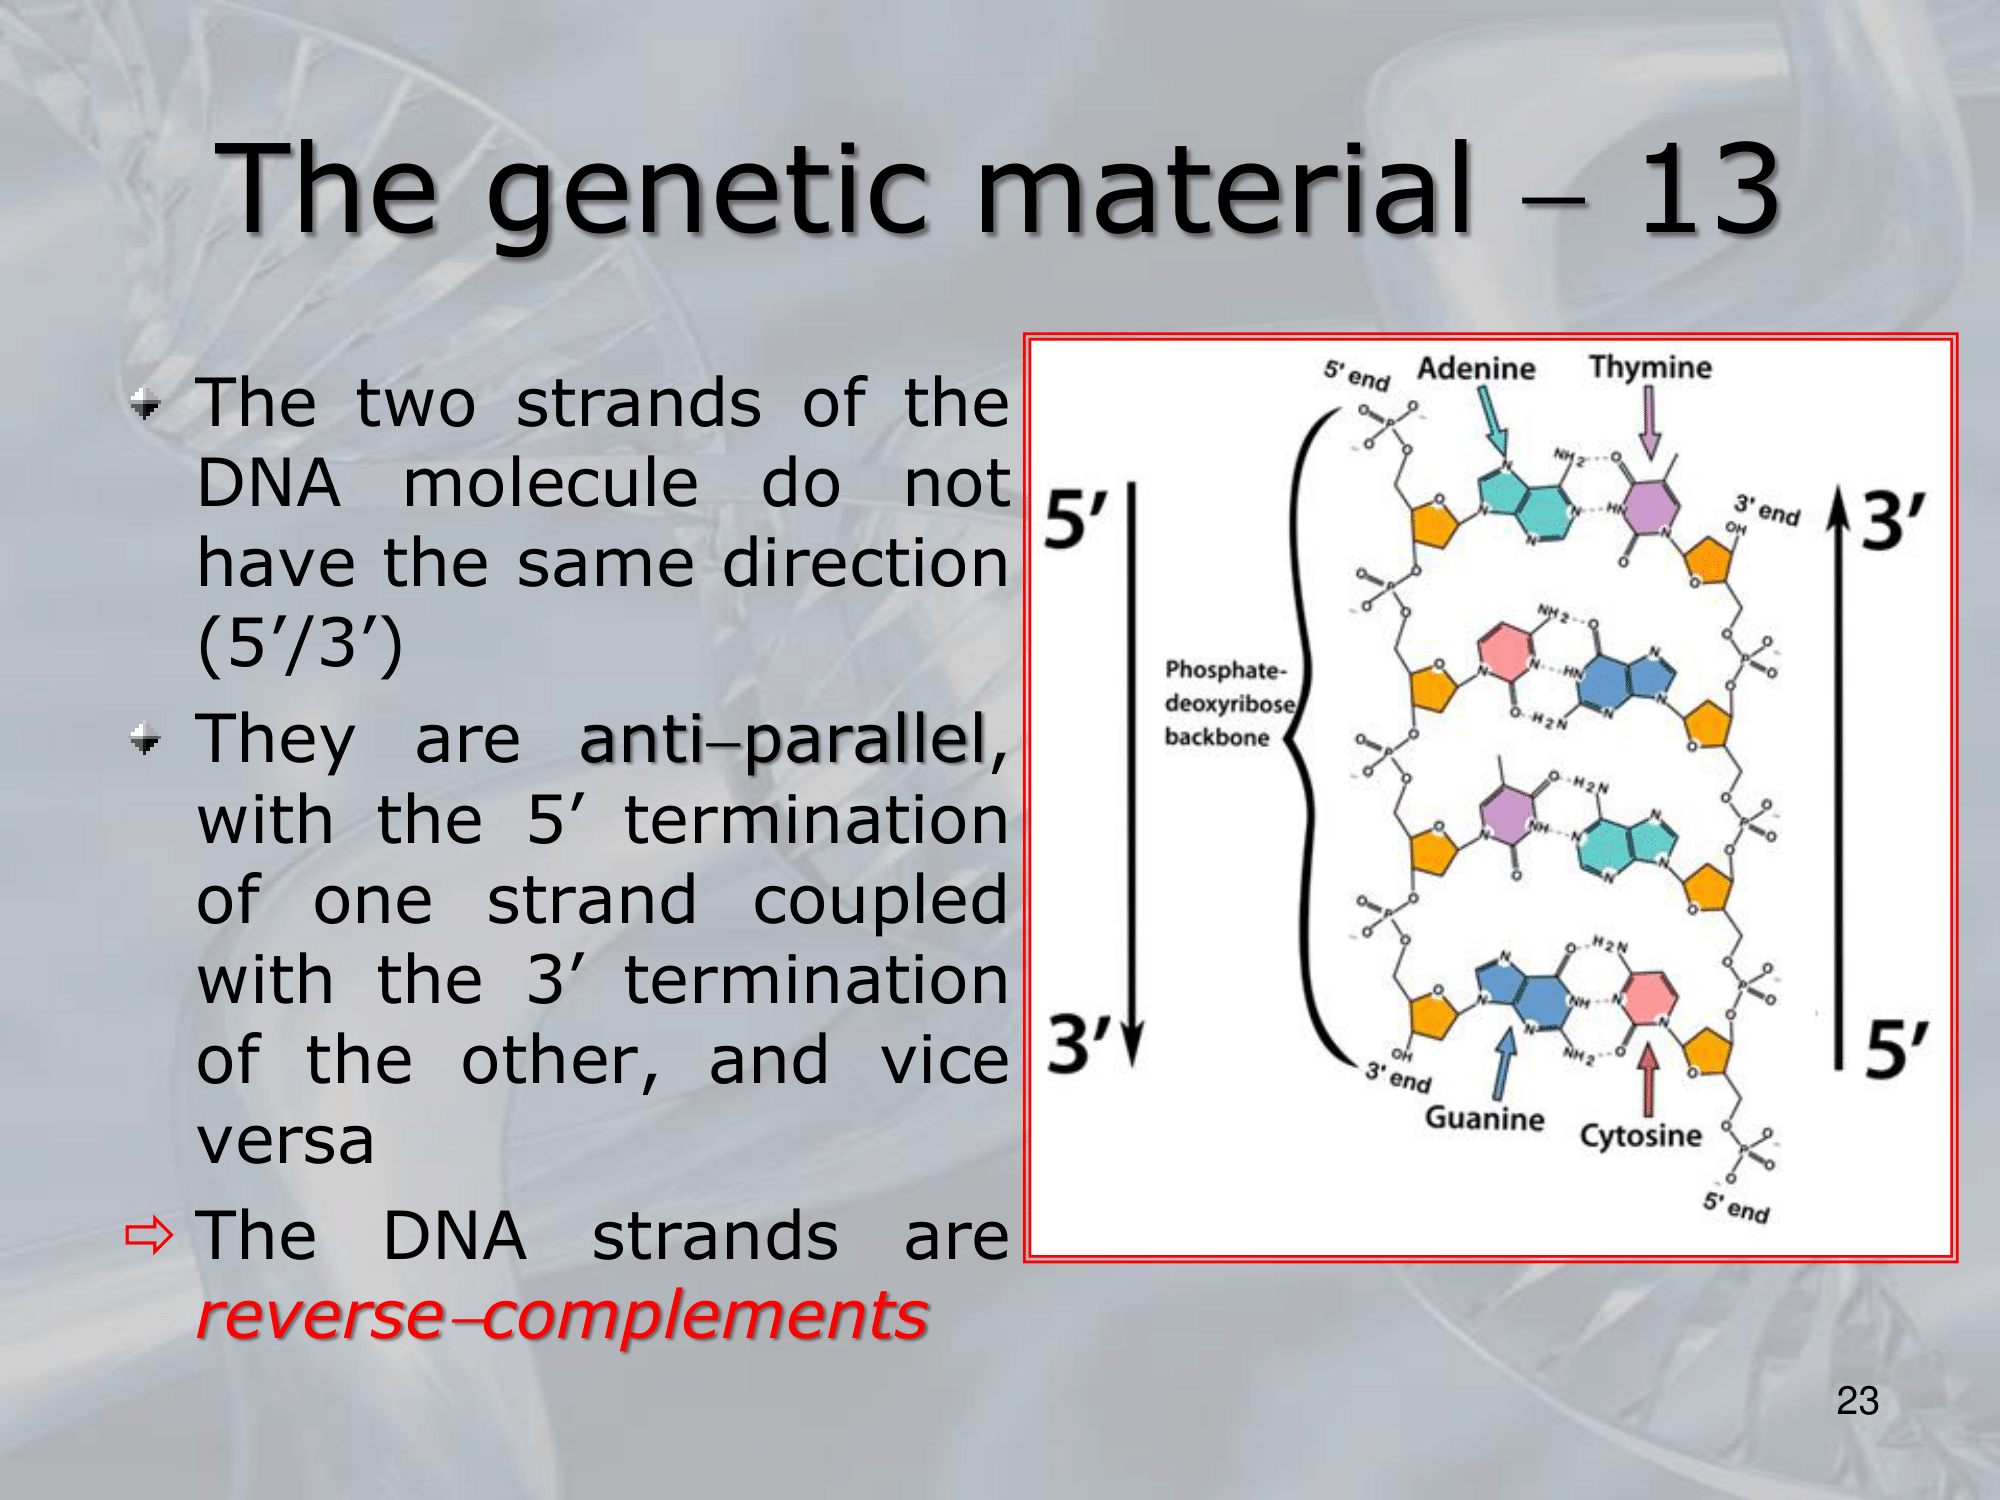 The genetic material – 13
The two strands of the
DNA molecule do not
have the same direction
(5’/3’)
They are anti–parallel,
with the 5’ termination
of one strand coupled
with the 3’ termination
of the other, and vice
versa
The DNA strands are
reverse–complements
5' end
Adenine
Thymine
5'
3'
3' end
Phosphate-
deoxyribose
backbone
3'
5'
3' end
Guanine
Cytosine
5' end
23